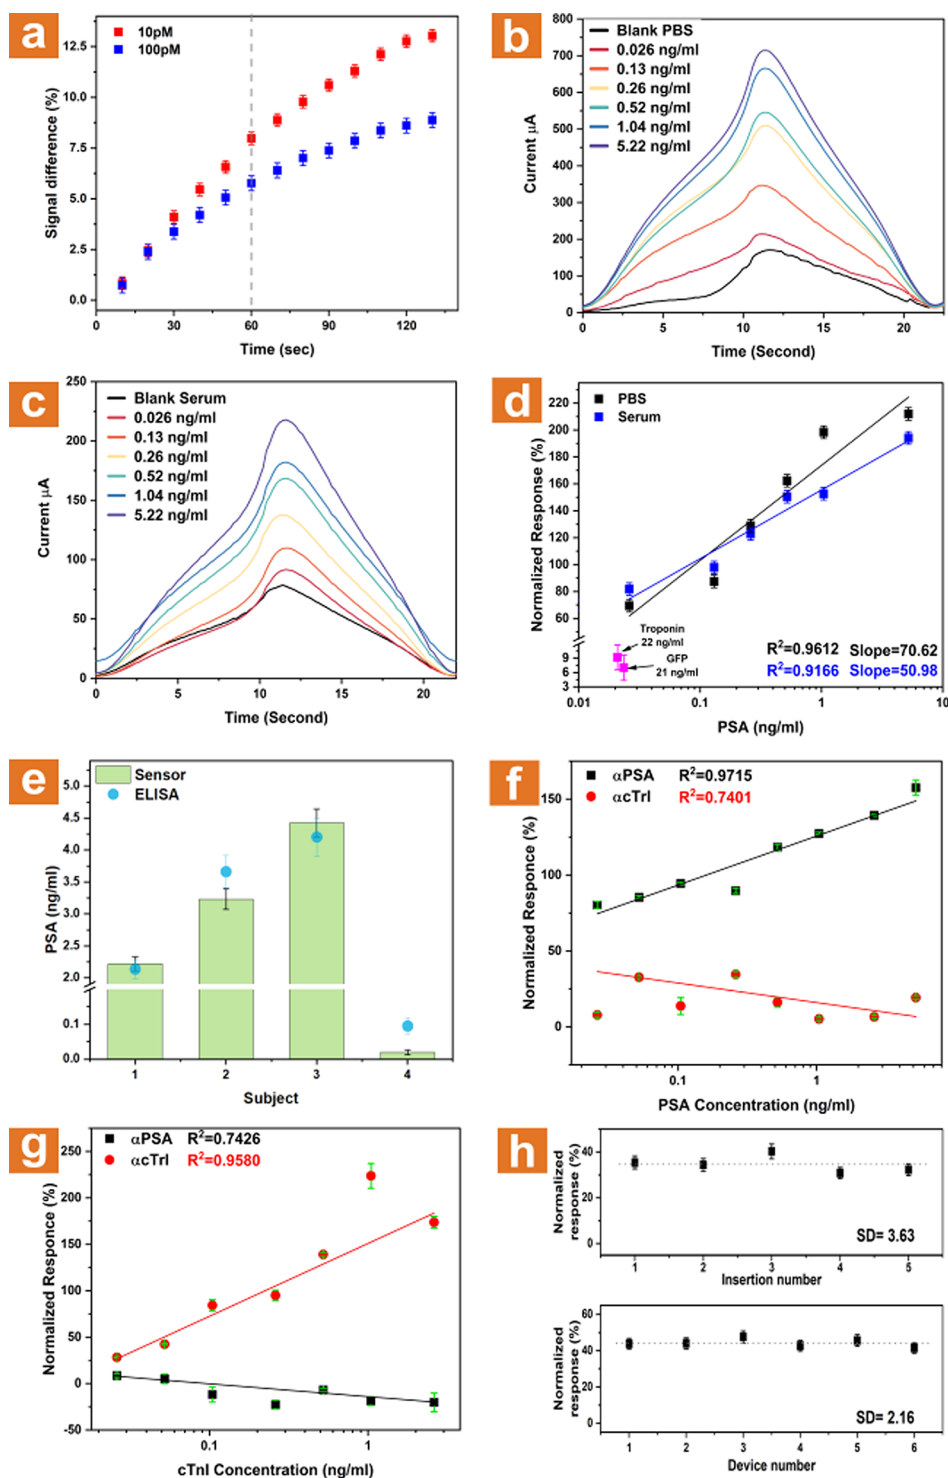 a
10pM
100pM
Signal difference (%)
12.5
10.0
7.5
5.0
2.5
0.0
0 30 60 90 120
Time (sec)
b
Blank PBS
0.026 ng/ml
0.13 ng/ml
0.26 ng/ml
0.52 ng/ml
1.04 ng/ml
5.22 ng/ml
Current µA
800
700
600
500
400
300
200
100
0
0 5 10 15 20
Time (Second)
c
Blank Serum
0.026 ng/ml
0.13 ng/ml
0.26 ng/ml
0.52 ng/ml
1.04 ng/ml
5.22 ng/ml
Current µA
250
200
150
100
50
0
0 5 10 15 20
Time (Second)
d
PBS
Serum
Normalized Response (%)
220
200
180
160
140
120
100
80
60
9
6
3
Troponin
22 ng/ml
GFP
21 ng/ml
R²=0.9612 Slope=70.62
R²=0.9166 Slope=50.98
0.01 0.1 1 10
PSA (ng/ml)
e
Sensor
ELISA
PSA (ng/ml)
4.5
4.0
3.5
3.0
2.5
2.0
0.1
0.0
1 2 3 4
Subject
f
αPSA R²=0.9715
αcTrI R²=0.7401
Normalized Responce (%)
150
100
50
0
0.1 1
PSA Concentration (ng/ml)
g
αPSA R²=0.7426
αcTrI R²=0.9580
Normalized Responce (%)
250
200
150
100
50
0
-50
0.1 1
cTnI Concentration (ng/ml)
h
Normalized
response (%)
40
20
0
SD= 3.63
1 2 3 4 5
Insertion number
Normalized
response (%)
60
40
20
0
SD= 2.16
1 2 3 4 5 6
Device number